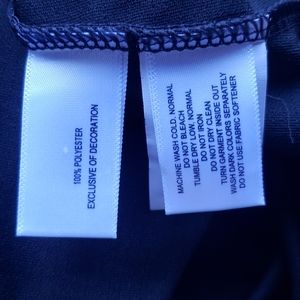 100% POLYESTER
EXCLUSIVE OF DECORATION
MACHINE WASH COLD, NORMAL
DO NOT BLEACH
TUMBLE DRY LOW, NORMAL
DO NOT IRON
DO NOT DRY CLEAN
TURN GARMENT INSIDE OUT
WASH DARK COLORS SEPARATELY
DO NOT USE FABRIC SOFTENER